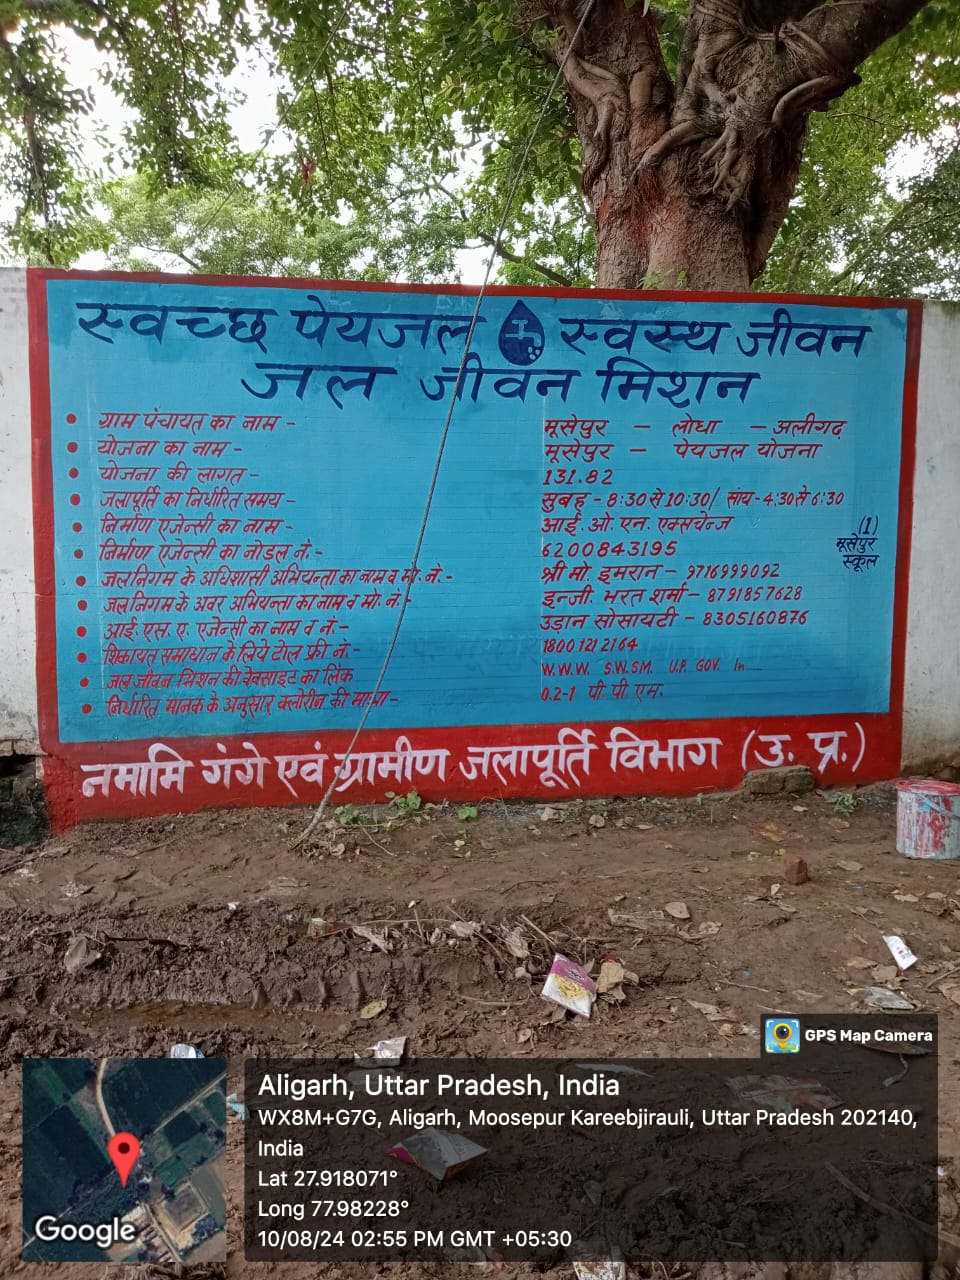 स्वच्छ पेयजल स्वस्थ जीवन
जल जीवन मिशन
ग्राम पंचायत का नाम - मूसेपुर - लोधा - अलीगढ़
योजना का नाम - मूसेपुर - पेयजल योजना
योजना की लागत - 131.82
जलापूर्ति का निर्धारित समय - सुबह - 8:30 से 10:30/ सांय - 4:30 से 6:30
निर्माण एजेन्सी का नाम - आई. ओ. एन. एक्सचेन्ज
निर्माण एजेन्सी का नोडल नं. - 6200843195
(1)
मूसेपुर
स्कूल
जलनिगम के अधिशासी अभियन्ता का नाम व मो. नं. - श्री मो. इमरान - 9716999092
जलनिगम के अवर अभियन्ता का नाम व मो. नं. - इन्जी. भरत शर्मा - 8791857628
आई. एस. ए. एजेन्सी का नाम व नं. - उड़ान सोसायटी - 8305160876
शिकायत समाधान के लिये टोल फ्री नं. - 1800 121 2164
जल जीवन मिशन की वेबसाइट का लिंक W.W.W. S.W.S.M. U.P. GOV. In
निर्धारित मानक के अनुसार क्लोरीन की मात्रा - 0.2-1 पी. पी. एम.
नमामि गंगे एवं ग्रामीण जलापूर्ति विभाग (उ. प्र.)
GPS Map Camera
Aligarh, Uttar Pradesh, India
WX8M+G7G, Aligarh, Moosepur Kareebjirauli, Uttar Pradesh 202140,
India
Lat 27.918071°
Long 77.98228°
10/08/24 02:55 PM GMT +05:30
Google